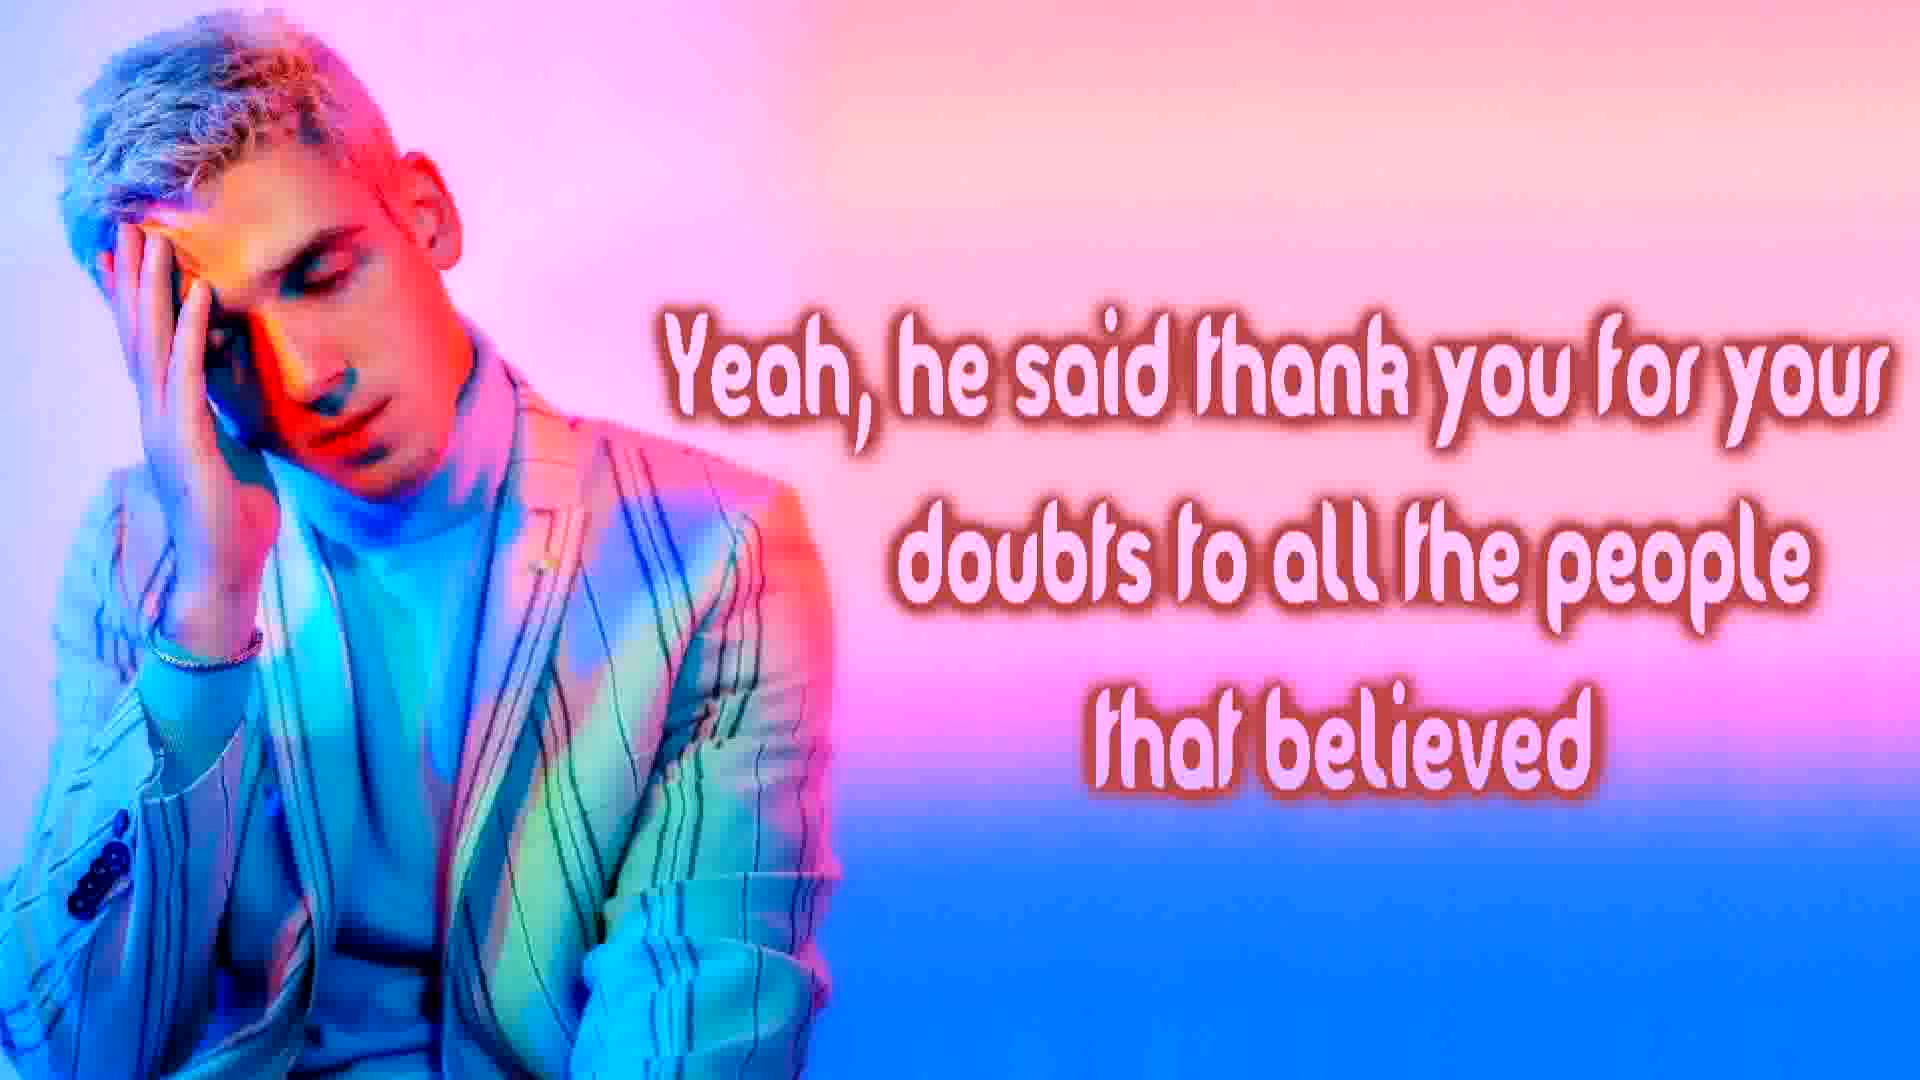 Yeah, he said thank you for your
doubts to all the people
that believed